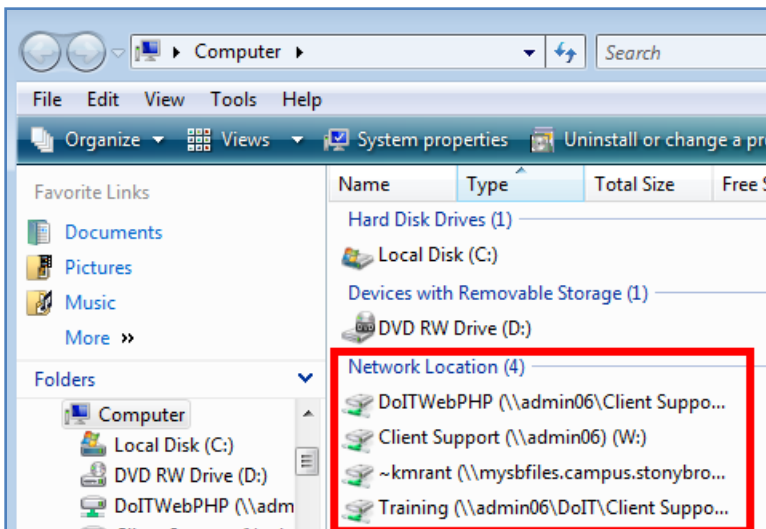 Computer
Search
File Edit View Tools Help
Organize Views System properties Uninstall or change a pr
Favorite Links
Documents
Pictures
Music
More »
Folders
Computer
Local Disk (C:)
DVD RW Drive (D:)
DoITWebPHP (\\adm
Name Type Total Size Free
Hard Disk Drives (1)
Local Disk (C:)
Devices with Removable Storage (1)
DVD RW Drive (D:)
Network Location (4)
DoITWebPHP (\\admin06\Client Suppo...
Client Support (\\admin06) (W:)
~kmrant (\\mysbfiles.campus.stonybro...
Training (\\admin06\DoIT\Client Suppo...